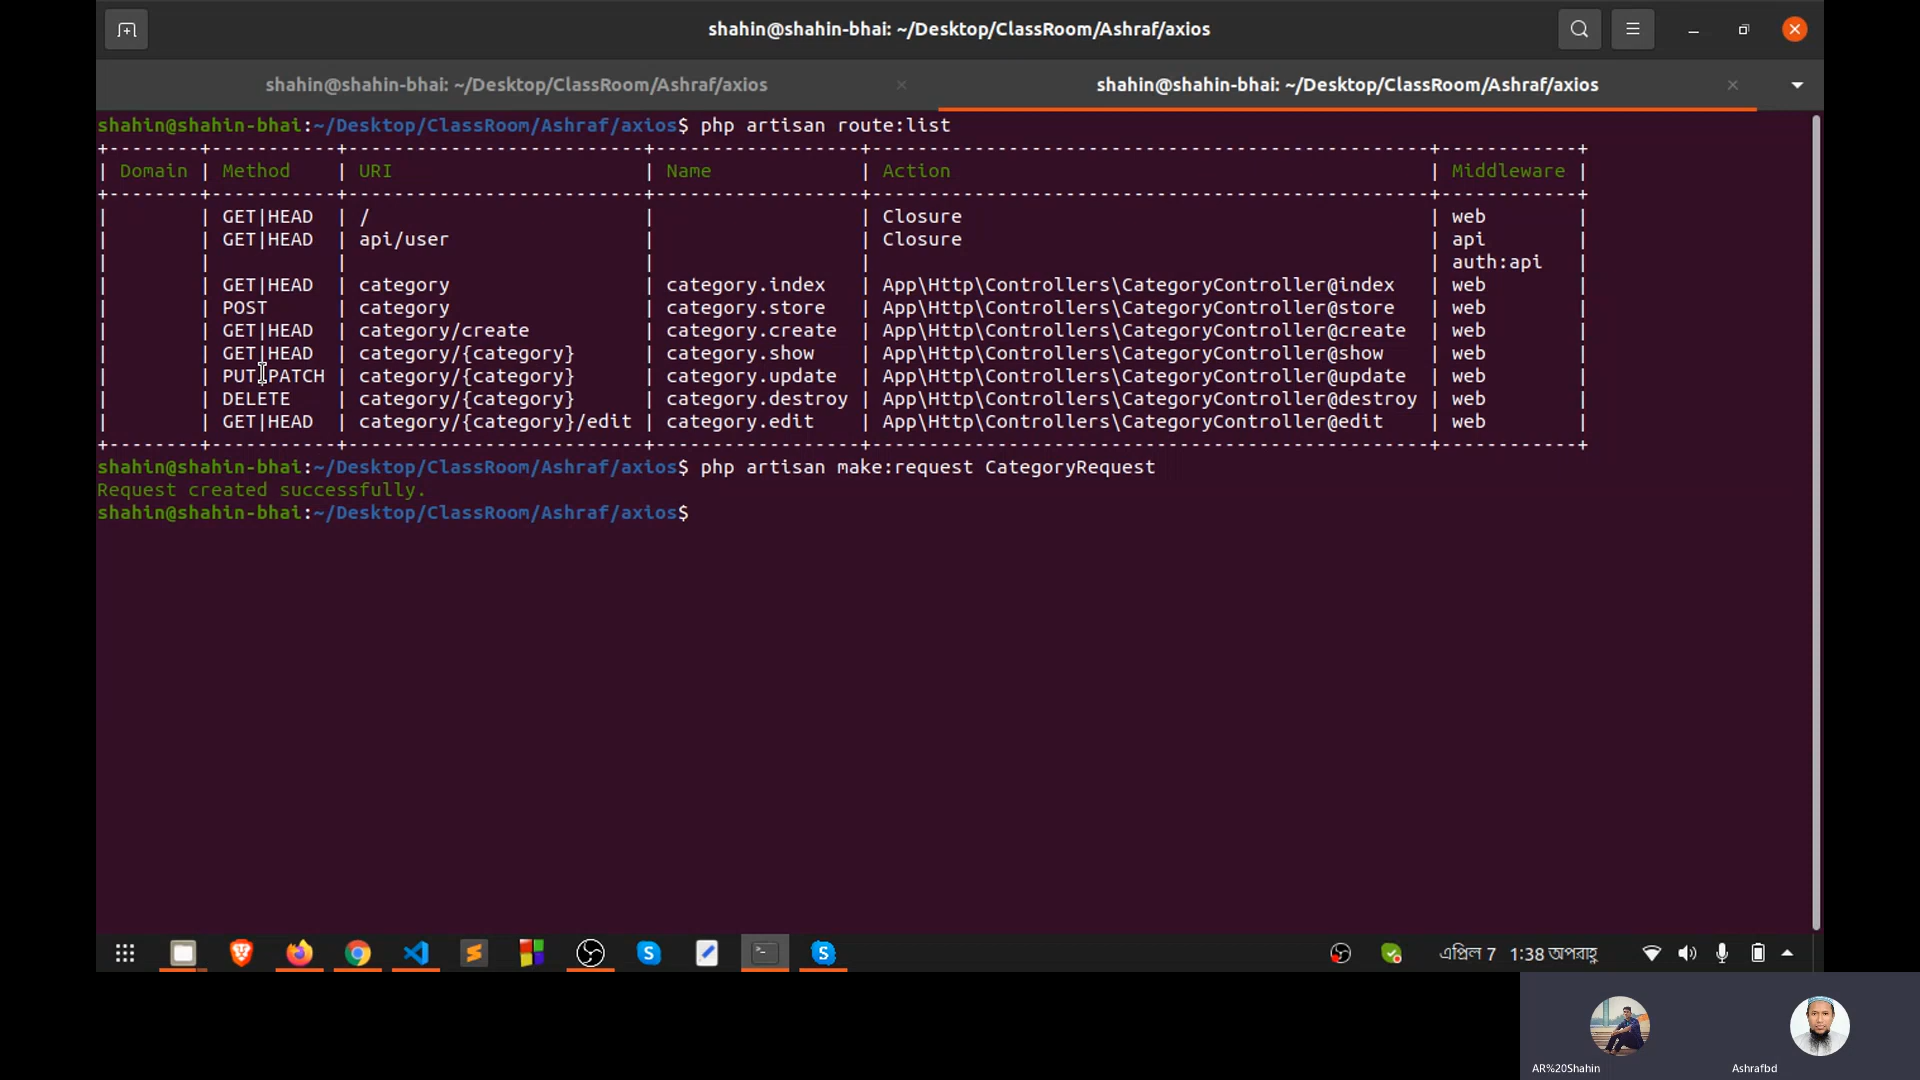 shahin@shahin-bhai: ~/Desktop/ClassRoom/Ashraf/axios
shahin@shahin-bhai: ~/Desktop/ClassRoom/Ashraf/axios
shahin@shahin-bhai: ~/Desktop/ClassRoom/Ashraf/axios
shahin@shahin-bhai:~/Desktop/ClassRoom/Ashraf/axios$ php artisan route:list
+--------+-----------+--------------------------+------------------+-------------------------------------------------+------------+
| Domain | Method    | URI                      | Name             | Action                                          | Middleware |
+--------+-----------+--------------------------+------------------+-------------------------------------------------+------------+
|        | GET|HEAD  | /                        |                  | Closure                                         | web        |
|        | GET|HEAD  | api/user                 |                  | Closure                                         | api        |
|        |           |                          |                  |                                                 | auth:api   |
|        | GET|HEAD  | category                 | category.index   | App\Http\Controllers\CategoryController@index   | web        |
|        | POST      | category                 | category.store   | App\Http\Controllers\CategoryController@store   | web        |
|        | GET|HEAD  | category/create          | category.create  | App\Http\Controllers\CategoryController@create  | web        |
|        | GET|HEAD  | category/{category}      | category.show    | App\Http\Controllers\CategoryController@show    | web        |
|        | PUT|PATCH | category/{category}      | category.update  | App\Http\Controllers\CategoryController@update  | web        |
|        | DELETE    | category/{category}      | category.destroy | App\Http\Controllers\CategoryController@destroy | web        |
|        | GET|HEAD  | category/{category}/edit | category.edit    | App\Http\Controllers\CategoryController@edit    | web        |
+--------+-----------+--------------------------+------------------+-------------------------------------------------+------------+
shahin@shahin-bhai:~/Desktop/ClassRoom/Ashraf/axios$ php artisan make:request CategoryRequest
Request created successfully.
shahin@shahin-bhai:~/Desktop/ClassRoom/Ashraf/axios$
এপ্রিল 7 1:38 অপরাহ্ণ
AR%20Shahin
Ashrafbd